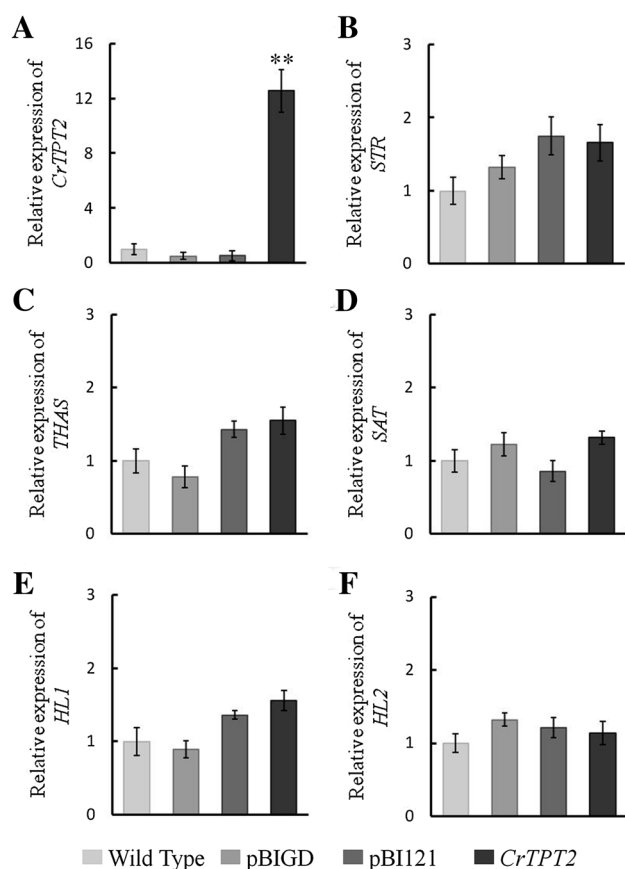 A
Relative expression of
CrTPT2
16
12
8
4
0
**
B
Relative expression of
STR
3
2
1
0
C
Relative expression of
THAS
3
2
1
0
D
Relative expression of
SAT
3
2
1
0
E
Relative expression of
HL1
3
2
1
0
F
Relative expression of
HL2
3
2
1
0
Wild Type pBIGD pBI121 CrTPT2